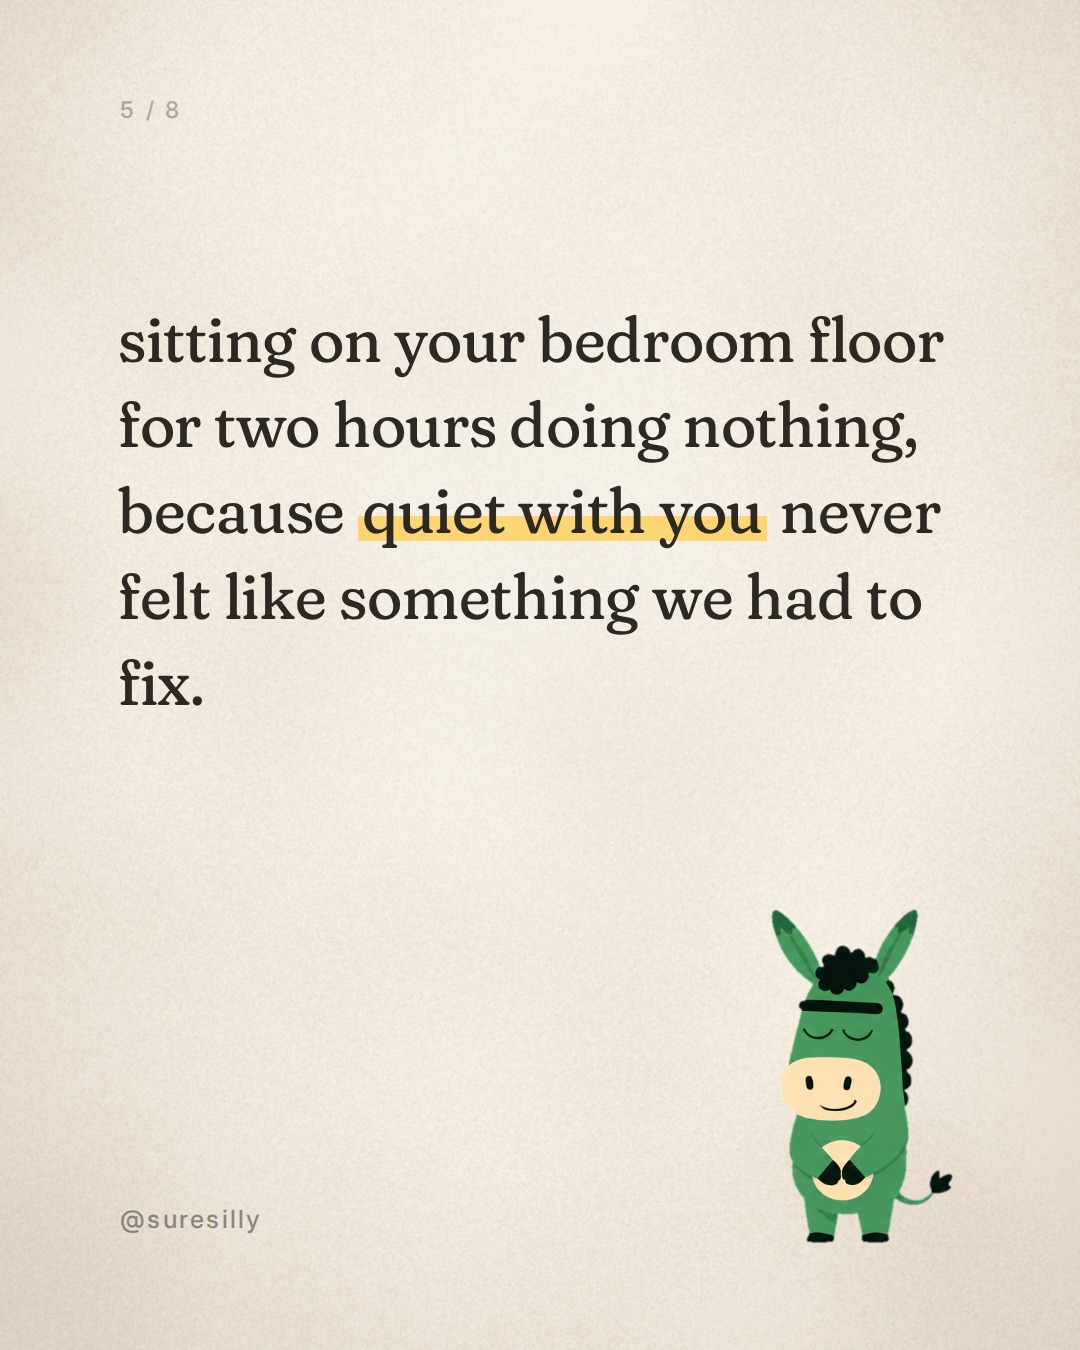 5 / 8
sitting on your bedroom floor
for two hours doing nothing,
because quiet with you never
felt like something we had to
fix.
@suresilly